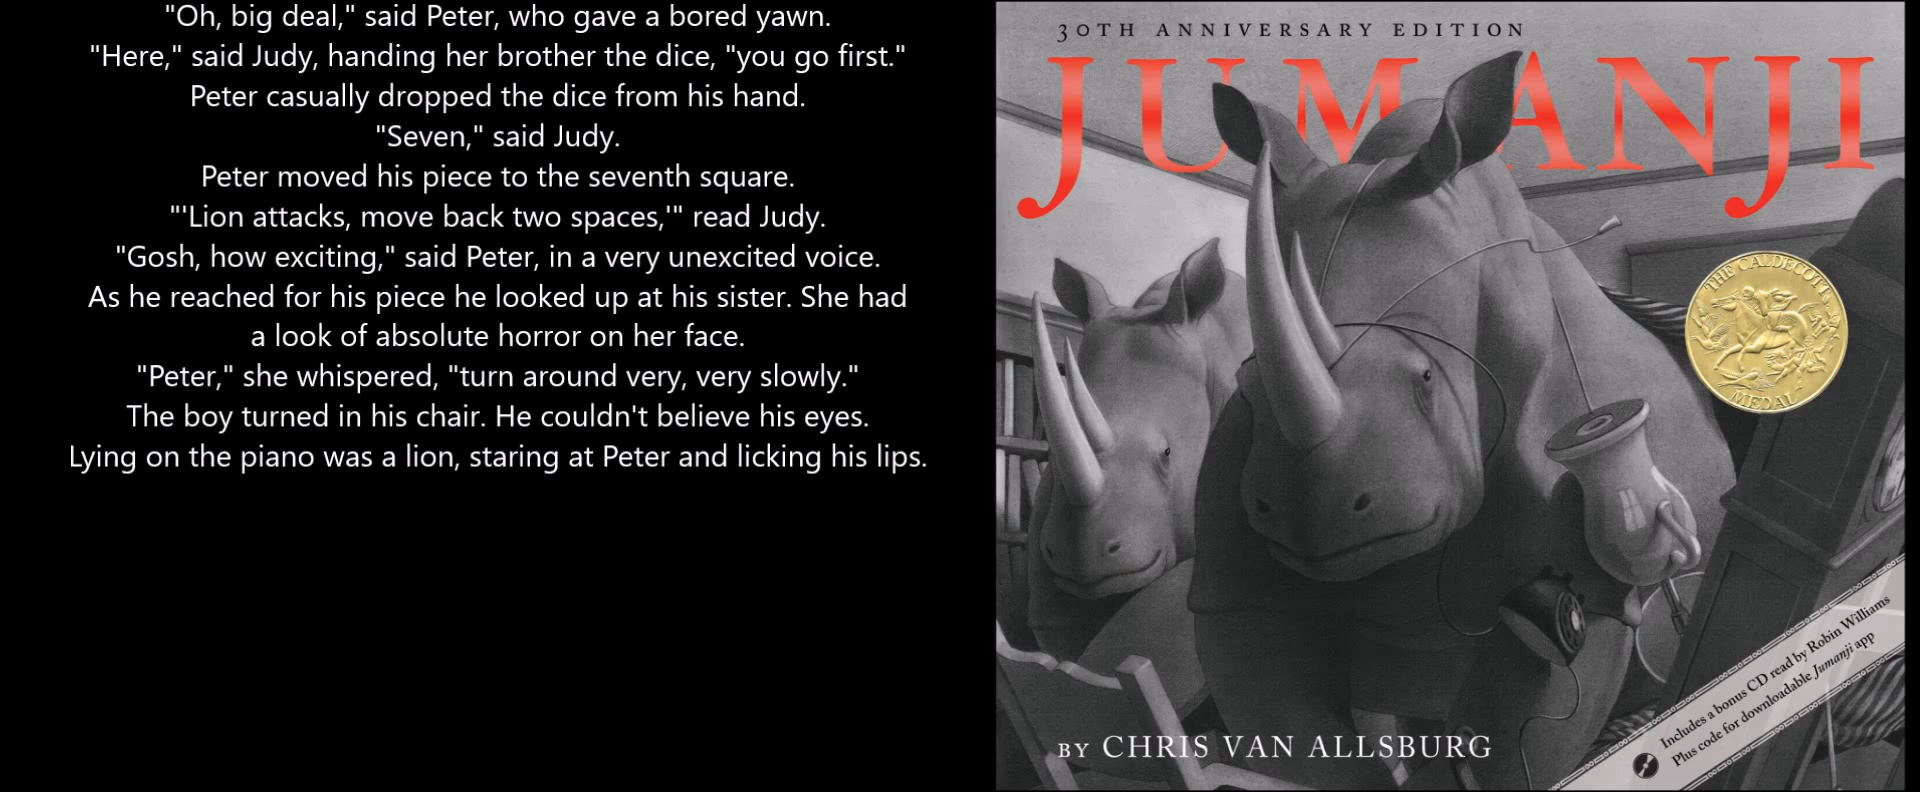 "Oh, big deal," said Peter, who gave a bored yawn.
"Here," said Judy, handing her brother the dice, "you go first."
Peter casually dropped the dice from his hand.
"Seven," said Judy.
Peter moved his piece to the seventh square.
"'Lion attacks, move back two spaces,'" read Judy.
"Gosh, how exciting," said Peter, in a very unexcited voice.
As he reached for his piece he looked up at his sister. She had
a look of absolute horror on her face.
"Peter," she whispered, "turn around very, very slowly."
The boy turned in his chair. He couldn't believe his eyes.
Lying on the piano was a lion, staring at Peter and licking his lips.
30TH ANNIVERSARY EDITION
JUMANJI
THE CALDECOTT
MEDAL
BY CHRIS VAN ALLSBURG
Includes a bonus CD read by Robin Williams
Plus code for downloadable Jumanji app